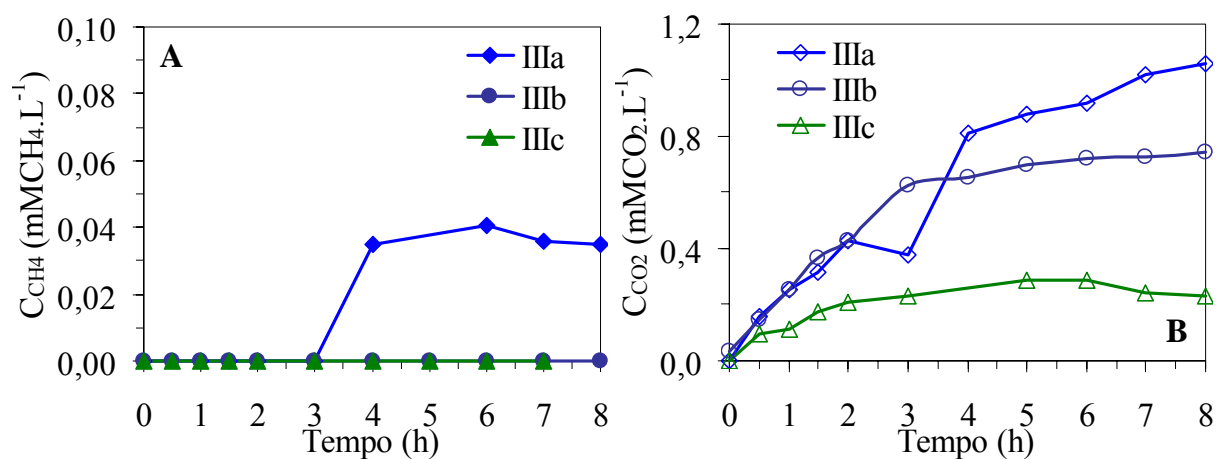 A
C_CH4 (mMCH₄.L⁻¹)
0,10
0,08
0,06
0,04
0,02
0,00
IIIa
IIIb
IIIc
0 1 2 3 4 5 6 7 8
Tempo (h)
B
C_CO2 (mMCO₂.L⁻¹)
1,2
0,8
0,4
0,0
IIIa
IIIb
IIIc
0 1 2 3 4 5 6 7 8
Tempo (h)